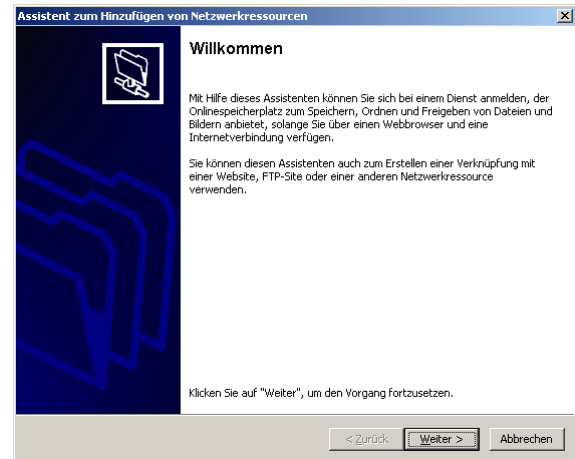 Assistent zum Hinzufügen von Netzwerkressourcen
Willkommen
Mit Hilfe dieses Assistenten können Sie sich bei einem Dienst anmelden, der
Onlinespeicherplatz zum Speichern, Ordnen und Freigeben von Dateien und
Bildern anbietet, solange Sie über einen Webbrowser und eine
Internetverbindung verfügen.
Sie können diesen Assistenten auch zum Erstellen einer Verknüpfung mit
einer Website, FTP-Site oder einer anderen Netzwerkressource
verwenden.
Klicken Sie auf "Weiter", um den Vorgang fortzusetzen.
< Zurück Weiter > Abbrechen